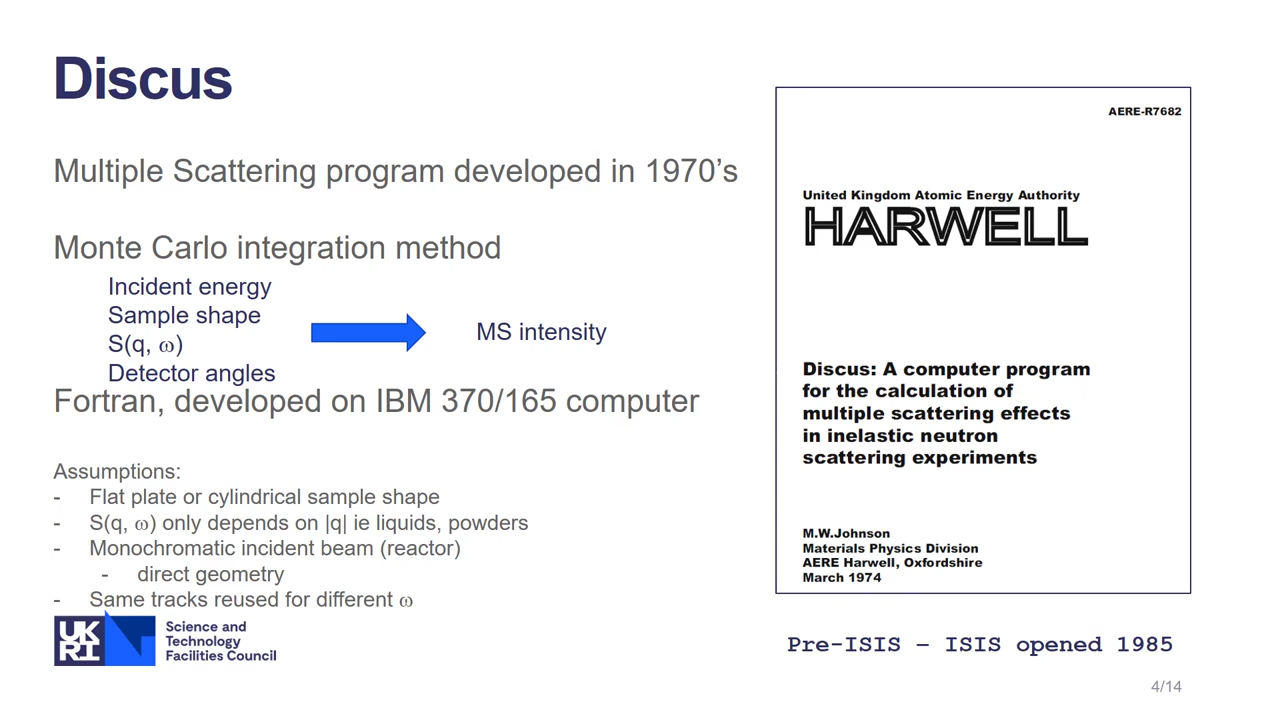 Discus
Multiple Scattering program developed in 1970’s
Monte Carlo integration method
Incident energy
Sample shape
S(q, ω)
Detector angles
MS intensity
Fortran, developed on IBM 370/165 computer
Assumptions:
- Flat plate or cylindrical sample shape
- S(q, ω) only depends on |q| ie liquids, powders
- Monochromatic incident beam (reactor)
- direct geometry
- Same tracks reused for different ω
UK
RI
Science and
Technology
Facilities Council
AERE-R7682
United Kingdom Atomic Energy Authority
HARWELL
Discus: A computer program
for the calculation of
multiple scattering effects
in inelastic neutron
scattering experiments
M.W.Johnson
Materials Physics Division
AERE Harwell, Oxfordshire
March 1974
Pre-ISIS – ISIS opened 1985
4/14